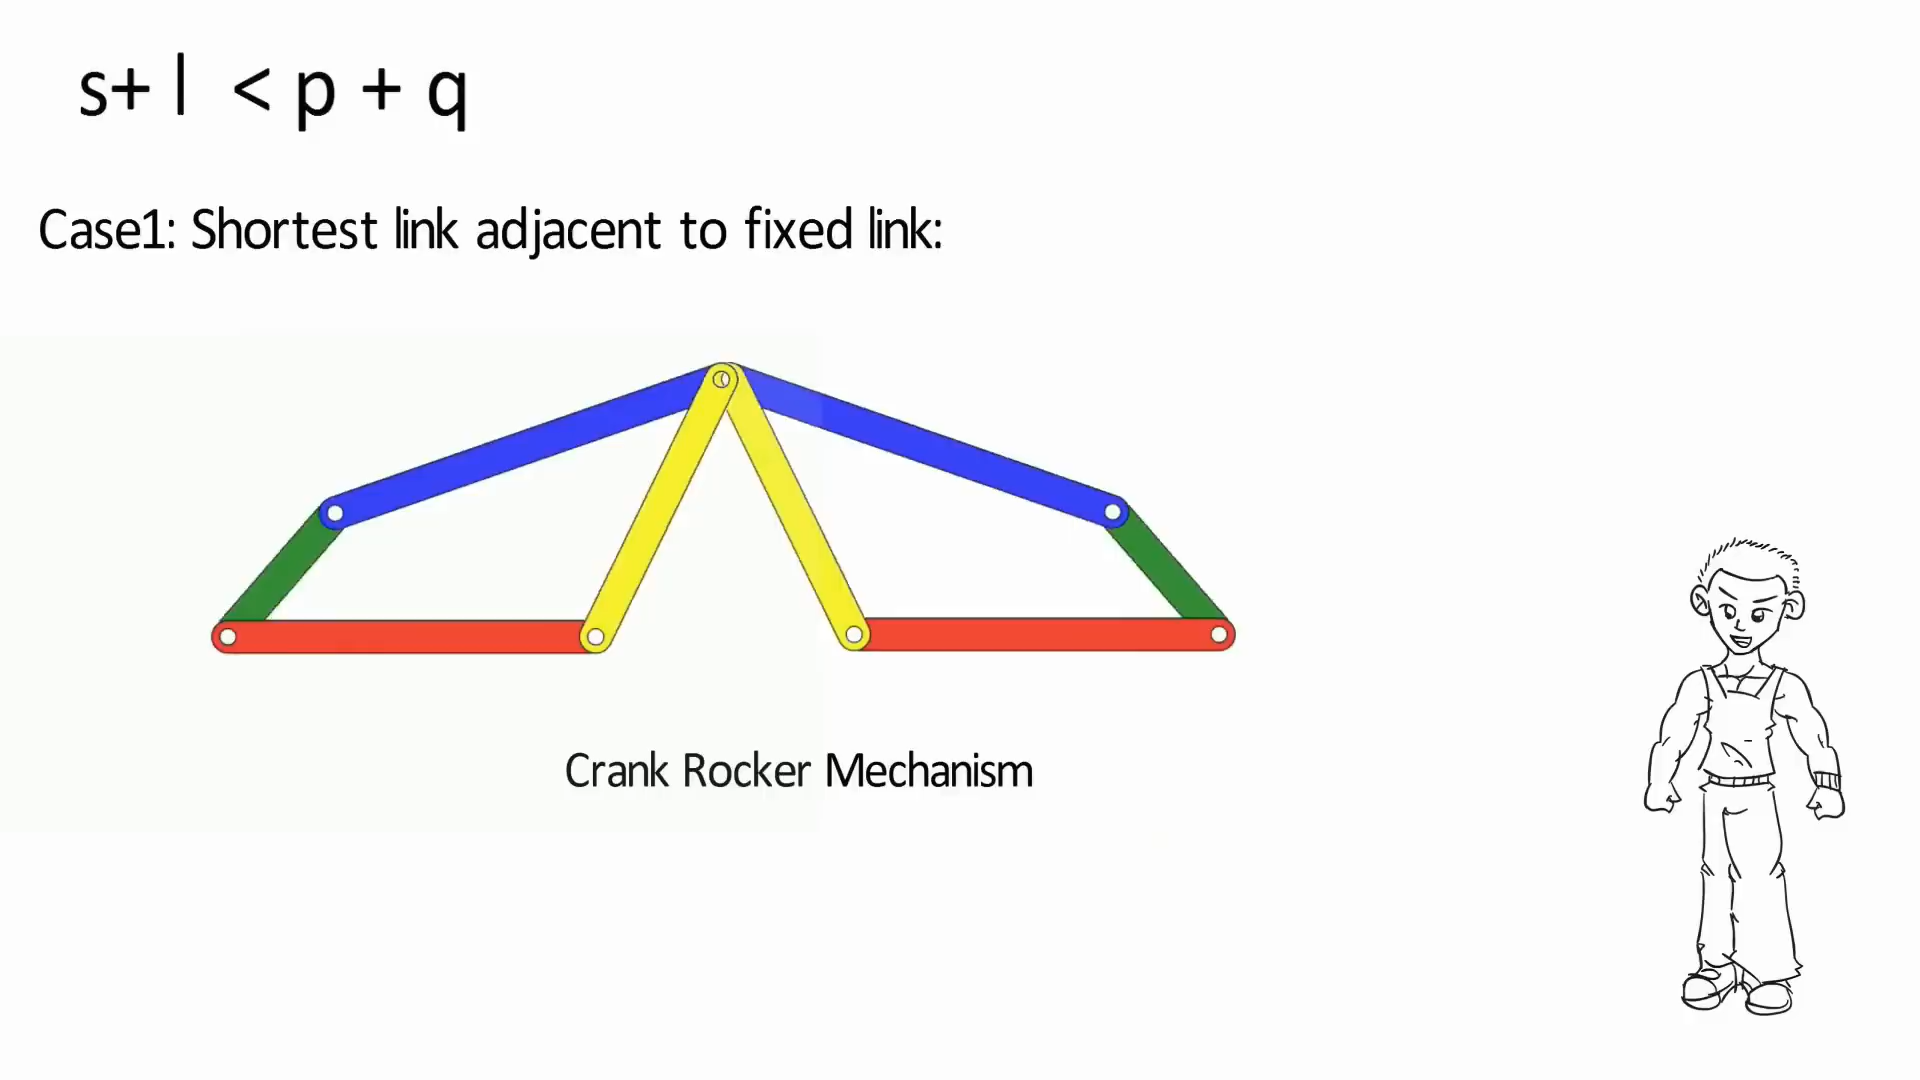 s+ l < p + q
Case1: Shortest link adjacent to fixed link:
Crank Rocker Mechanism